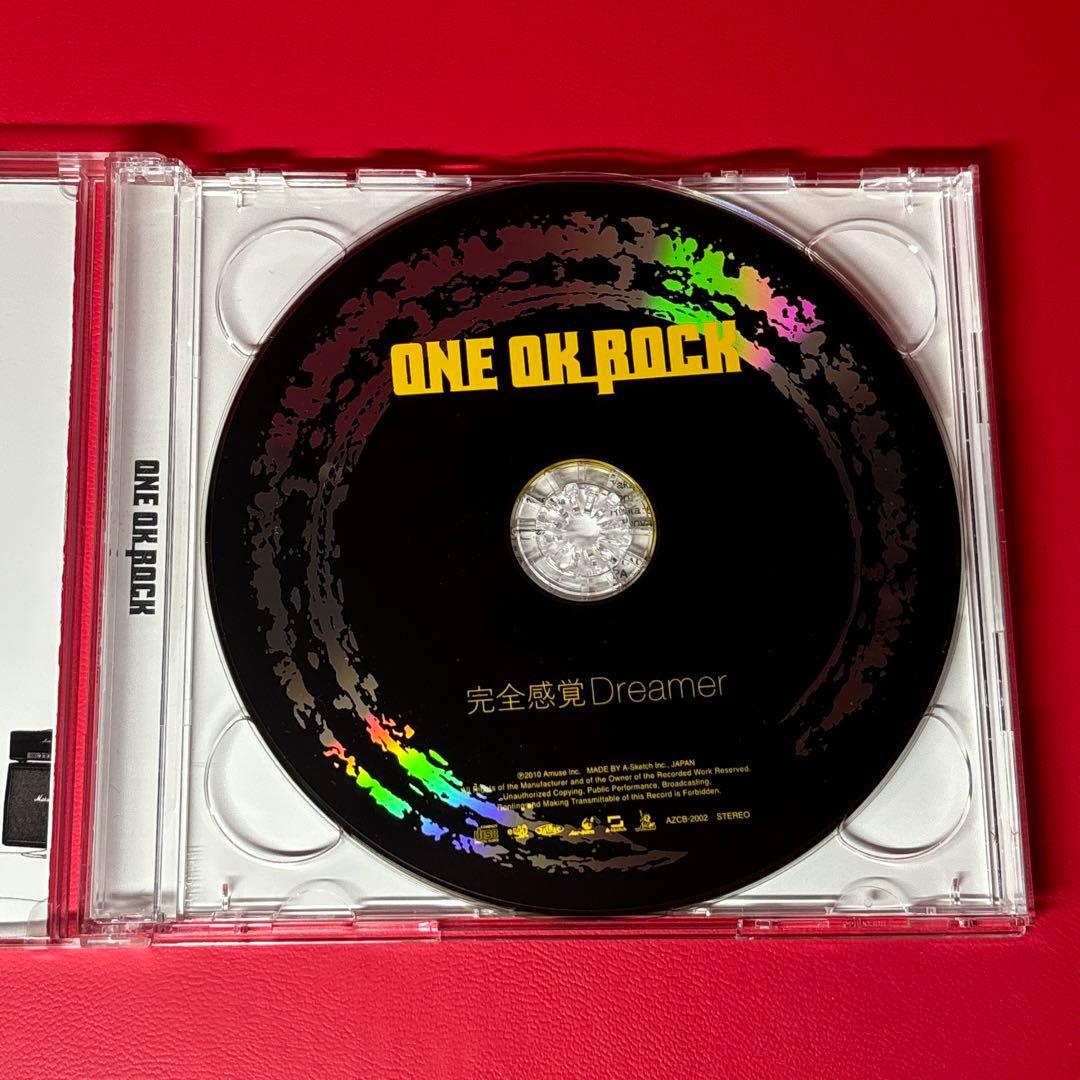 ONE OK ROCK
ONE OK ROCK
完全感覚Dreamer
℗2010 Amuse Inc. MADE BY A-Sketch Inc., JAPAN
All Rights of the Manufacturer and of the Owner of the Recorded Work Reserved.
Unauthorized Copying, Public Performance, Broadcasting,
and Making Transmittable of this Record is Forbidden.
AZCB-2002 STEREO